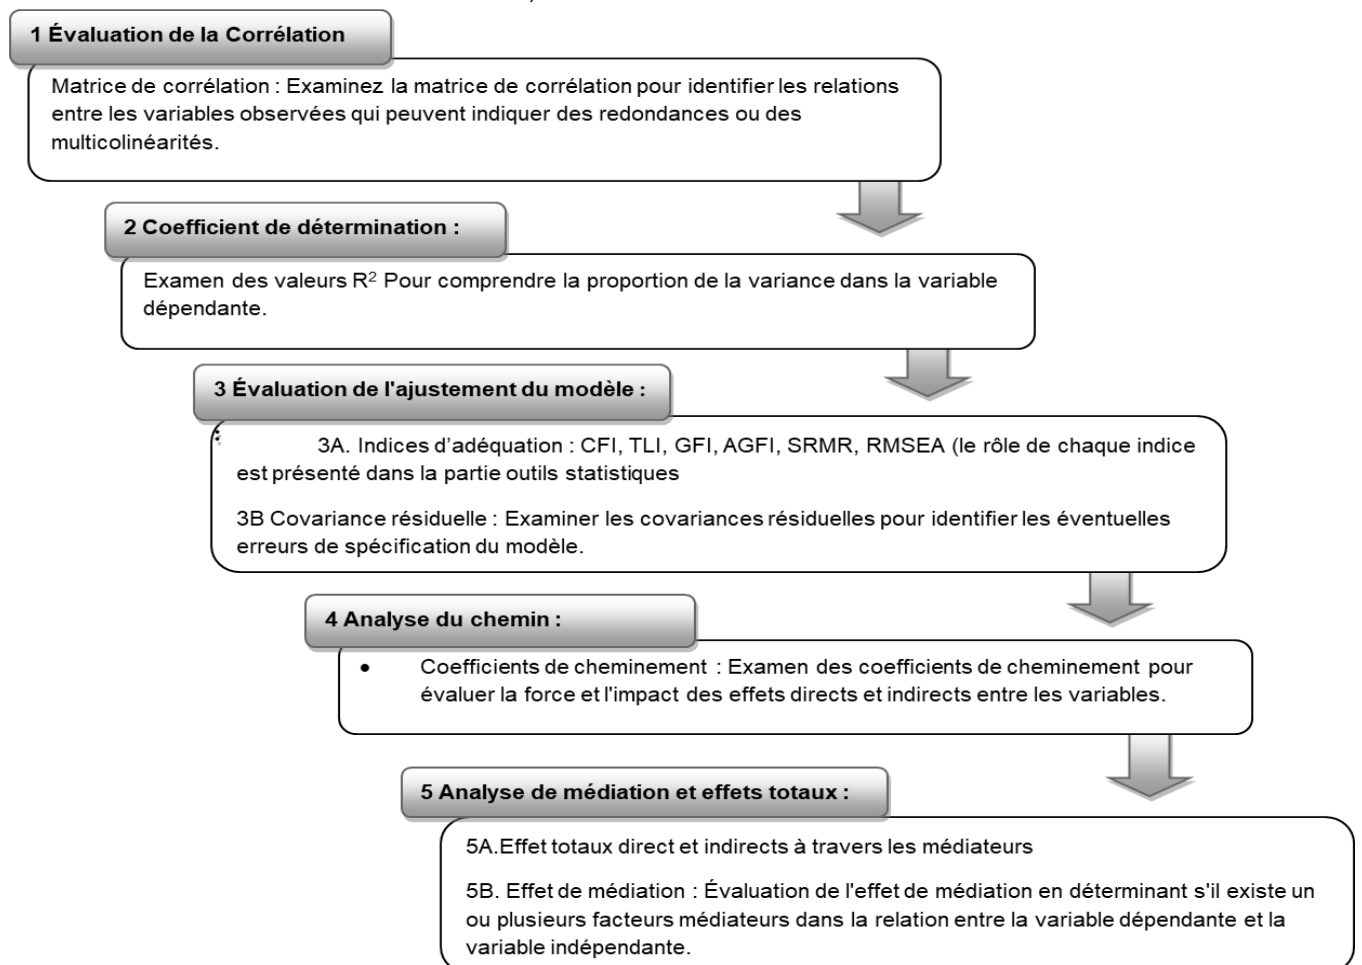 1 Évaluation de la Corrélation
Matrice de corrélation : Examinez la matrice de corrélation pour identifier les relations
entre les variables observées qui peuvent indiquer des redondances ou des
multicolinéarités.
2 Coefficient de détermination :
Examen des valeurs R² Pour comprendre la proportion de la variance dans la variable
dépendante.
3 Évaluation de l'ajustement du modèle :
3A. Indices d’adéquation : CFI, TLI, GFI, AGFI, SRMR, RMSEA (le rôle de chaque indice
est présenté dans la partie outils statistiques
3B Covariance résiduelle : Examiner les covariances résiduelles pour identifier les éventuelles
erreurs de spécification du modèle.
4 Analyse du chemin :
● Coefficients de cheminement : Examen des coefficients de cheminement pour
évaluer la force et l'impact des effets directs et indirects entre les variables.
5 Analyse de médiation et effets totaux :
5A.Effet totaux direct et indirects à travers les médiateurs
5B. Effet de médiation : Évaluation de l'effet de médiation en déterminant s'il existe un
ou plusieurs facteurs médiateurs dans la relation entre la variable dépendante et la
variable indépendante.